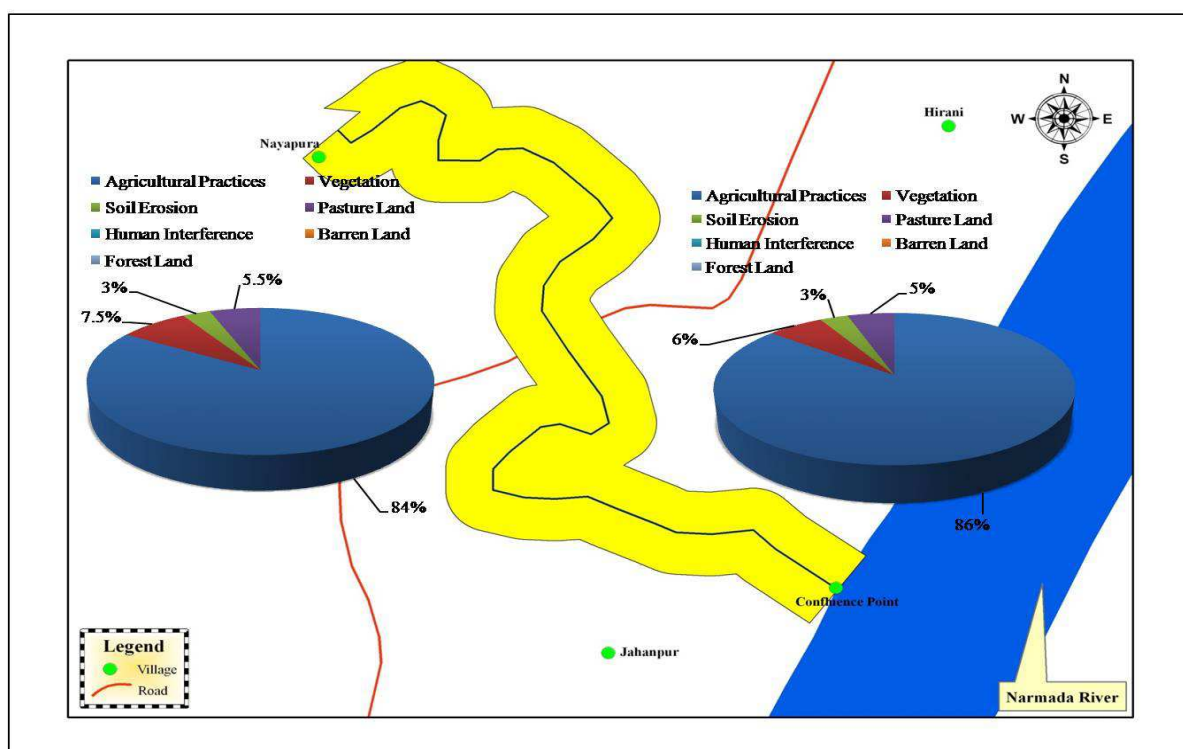 N
W E
S
Hirani
Nayapura
Agricultural Practices Vegetation
Soil Erosion Pasture Land
Human Interference Barren Land
Forest Land
5.5%
3%
7.5%
84%
Agricultural Practices Vegetation
Soil Erosion Pasture Land
Human Interference Barren Land
Forest Land
5%
3%
6%
86%
Confluence Point
Jahanpur
Legend
Village
Road
Narmada River